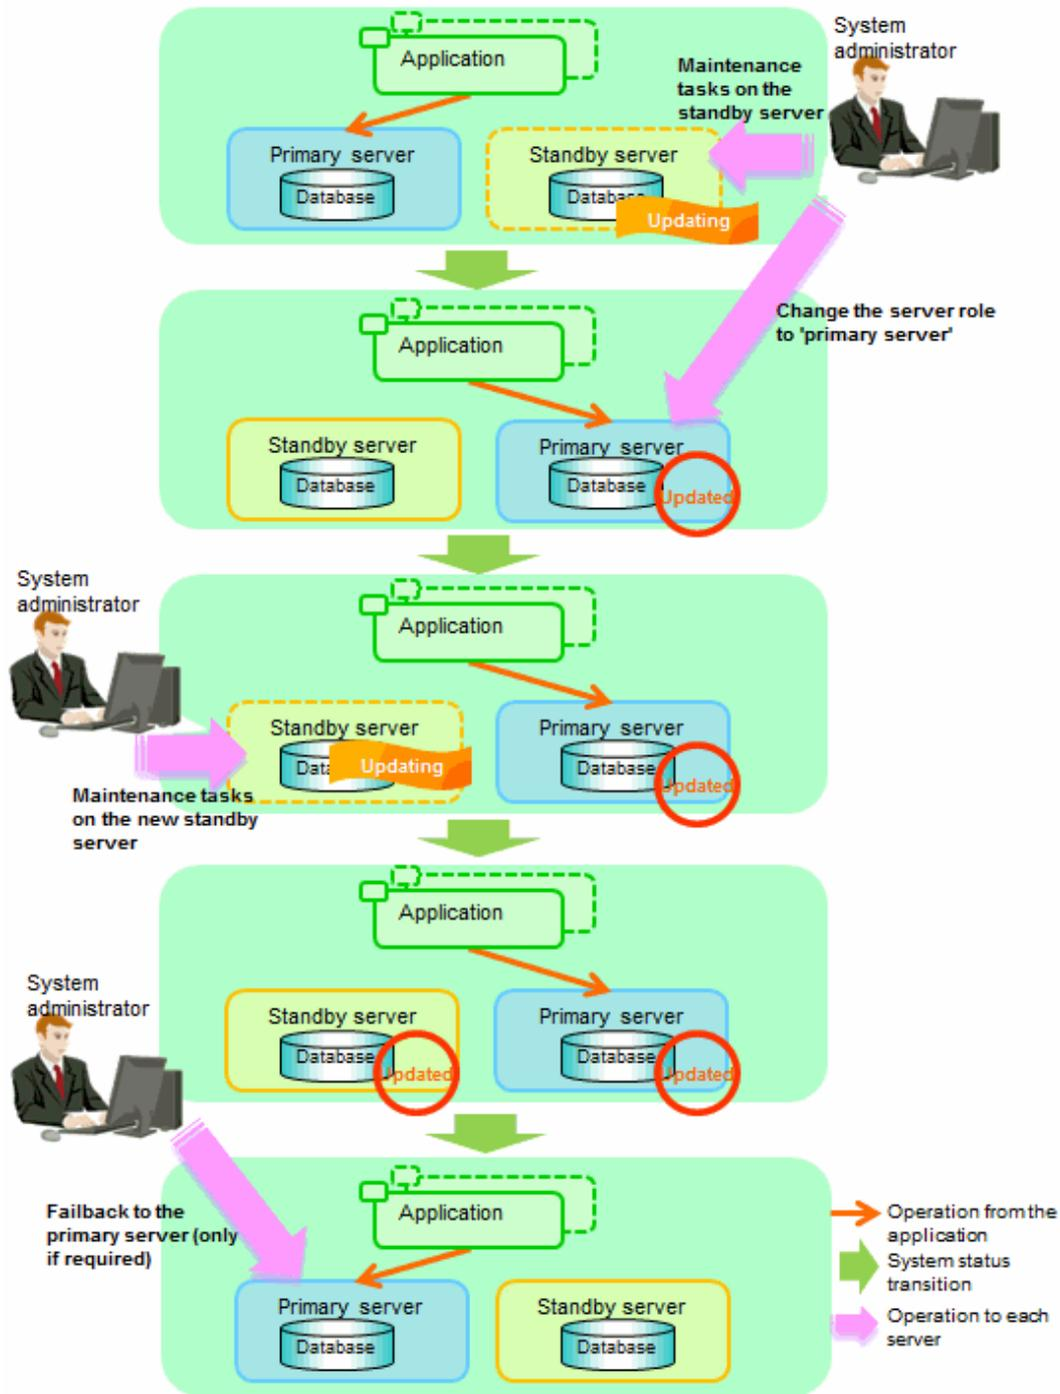 System
administrator
Application
Maintenance
tasks on the
standby server
Primary server
Database
Standby server
Database
Updating
Change the server role
to 'primary server'
Application
Standby server
Database
Primary server
Database
Updated
System
administrator
Application
Standby server
Updating
Primary server
Database
Updated
Maintenance tasks
on the new standby
server
Application
System
administrator
Standby server
Database
Updated
Primary server
Database
Updated
Failback to the
primary server (only
if required)
Application
Primary server
Database
Standby server
Database
Operation from the
application
System status
transition
Operation to each
server